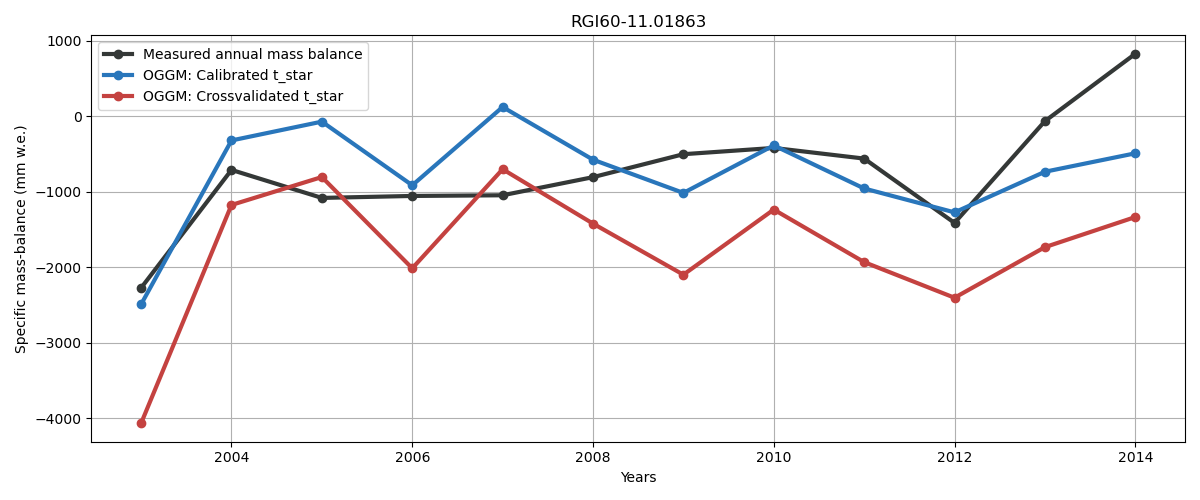 RGI60-11.01863
Measured annual mass balance
OGGM: Calibrated t_star
OGGM: Crossvalidated t_star
Specific mass-balance (mm w.e.)
1000
0
−1000
−2000
−3000
−4000
2004 2006 2008 2010 2012 2014
Years